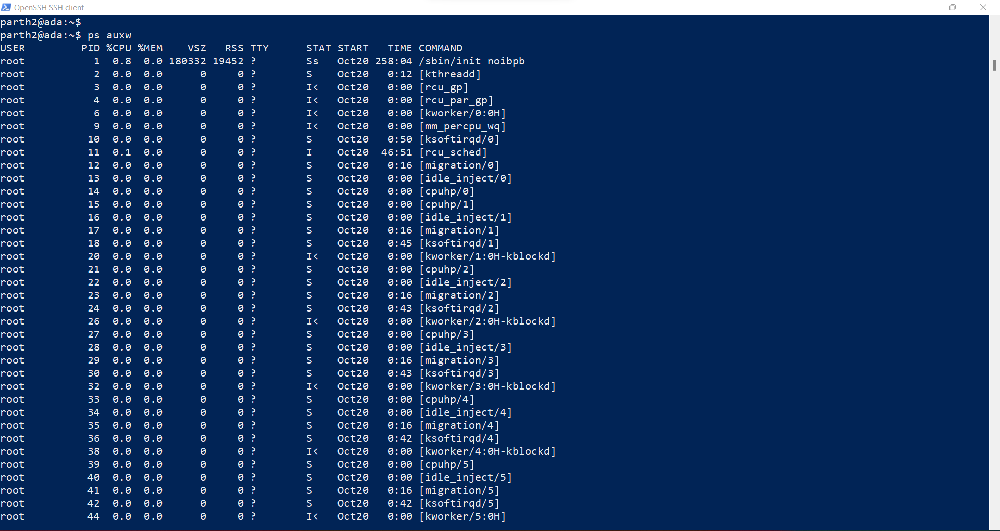 OpenSSH SSH client
parth2@ada:~$
parth2@ada:~$ ps auxw
USER         PID %CPU %MEM    VSZ   RSS TTY      STAT START   TIME COMMAND
root           1  0.8  0.0 180332 19452 ?        Ss   Oct20 258:04 /sbin/init noibpb
root           2  0.0  0.0      0     0 ?        S    Oct20   0:12 [kthreadd]
root           3  0.0  0.0      0     0 ?        I<   Oct20   0:00 [rcu_gp]
root           4  0.0  0.0      0     0 ?        I<   Oct20   0:00 [rcu_par_gp]
root           6  0.0  0.0      0     0 ?        I<   Oct20   0:00 [kworker/0:0H]
root           9  0.0  0.0      0     0 ?        I<   Oct20   0:00 [mm_percpu_wq]
root          10  0.0  0.0      0     0 ?        S    Oct20   0:50 [ksoftirqd/0]
root          11  0.1  0.0      0     0 ?        I    Oct20  46:51 [rcu_sched]
root          12  0.0  0.0      0     0 ?        S    Oct20   0:16 [migration/0]
root          13  0.0  0.0      0     0 ?        S    Oct20   0:00 [idle_inject/0]
root          14  0.0  0.0      0     0 ?        S    Oct20   0:00 [cpuhp/0]
root          15  0.0  0.0      0     0 ?        S    Oct20   0:00 [cpuhp/1]
root          16  0.0  0.0      0     0 ?        S    Oct20   0:00 [idle_inject/1]
root          17  0.0  0.0      0     0 ?        S    Oct20   0:16 [migration/1]
root          18  0.0  0.0      0     0 ?        S    Oct20   0:45 [ksoftirqd/1]
root          20  0.0  0.0      0     0 ?        I<   Oct20   0:00 [kworker/1:0H-kblockd]
root          21  0.0  0.0      0     0 ?        S    Oct20   0:00 [cpuhp/2]
root          22  0.0  0.0      0     0 ?        S    Oct20   0:00 [idle_inject/2]
root          23  0.0  0.0      0     0 ?        S    Oct20   0:16 [migration/2]
root          24  0.0  0.0      0     0 ?        S    Oct20   0:43 [ksoftirqd/2]
root          26  0.0  0.0      0     0 ?        I<   Oct20   0:00 [kworker/2:0H-kblockd]
root          27  0.0  0.0      0     0 ?        S    Oct20   0:00 [cpuhp/3]
root          28  0.0  0.0      0     0 ?        S    Oct20   0:00 [idle_inject/3]
root          29  0.0  0.0      0     0 ?        S    Oct20   0:16 [migration/3]
root          30  0.0  0.0      0     0 ?        S    Oct20   0:43 [ksoftirqd/3]
root          32  0.0  0.0      0     0 ?        I<   Oct20   0:00 [kworker/3:0H-kblockd]
root          33  0.0  0.0      0     0 ?        S    Oct20   0:00 [cpuhp/4]
root          34  0.0  0.0      0     0 ?        S    Oct20   0:00 [idle_inject/4]
root          35  0.0  0.0      0     0 ?        S    Oct20   0:16 [migration/4]
root          36  0.0  0.0      0     0 ?        S    Oct20   0:42 [ksoftirqd/4]
root          38  0.0  0.0      0     0 ?        I<   Oct20   0:00 [kworker/4:0H-kblockd]
root          39  0.0  0.0      0     0 ?        S    Oct20   0:00 [cpuhp/5]
root          40  0.0  0.0      0     0 ?        S    Oct20   0:00 [idle_inject/5]
root          41  0.0  0.0      0     0 ?        S    Oct20   0:16 [migration/5]
root          42  0.0  0.0      0     0 ?        S    Oct20   0:42 [ksoftirqd/5]
root          44  0.0  0.0      0     0 ?        I<   Oct20   0:00 [kworker/5:0H]